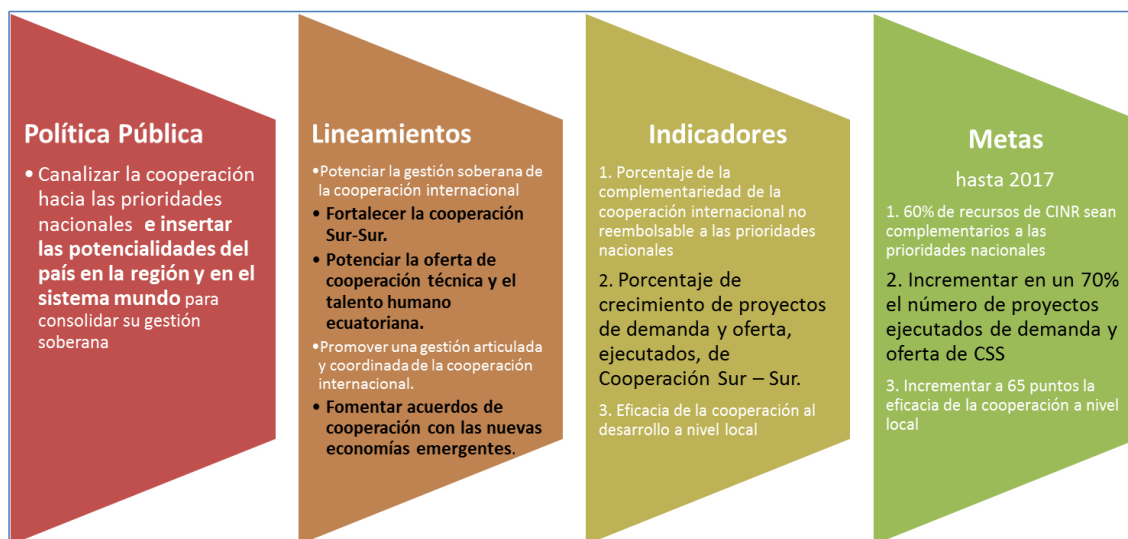 Política Pública
• Canalizar la cooperación
hacia las prioridades
nacionales e insertar
las potencialidades del
país en la región y en el
sistema mundo para
consolidar su gestión
soberana
Lineamientos
•Potenciar la gestión soberana de
la cooperación internacional
• Fortalecer la cooperación
Sur-Sur.
• Potenciar la oferta de
cooperación técnica y el
talento humano
ecuatoriana.
•Promover una gestión articulada
y coordinada de la cooperación
internacional.
• Fomentar acuerdos de
cooperación con las nuevas
economías emergentes.
Indicadores
1. Porcentaje de la
complementariedad de la
cooperación internacional no
reembolsable a las prioridades
nacionales
2. Porcentaje de
crecimiento de proyectos
de demanda y oferta,
ejecutados, de
Cooperación Sur – Sur.
3. Eficacia de la cooperación al
desarrollo a nivel local
Metas
hasta 2017
1. 60% de recursos de CINR sean
complementarios a las
prioridades nacionales
2. Incrementar en un 70%
el número de proyectos
ejecutados de demanda y
oferta de CSS
3. Incrementar a 65 puntos la
eficacia de la cooperación a nivel
local